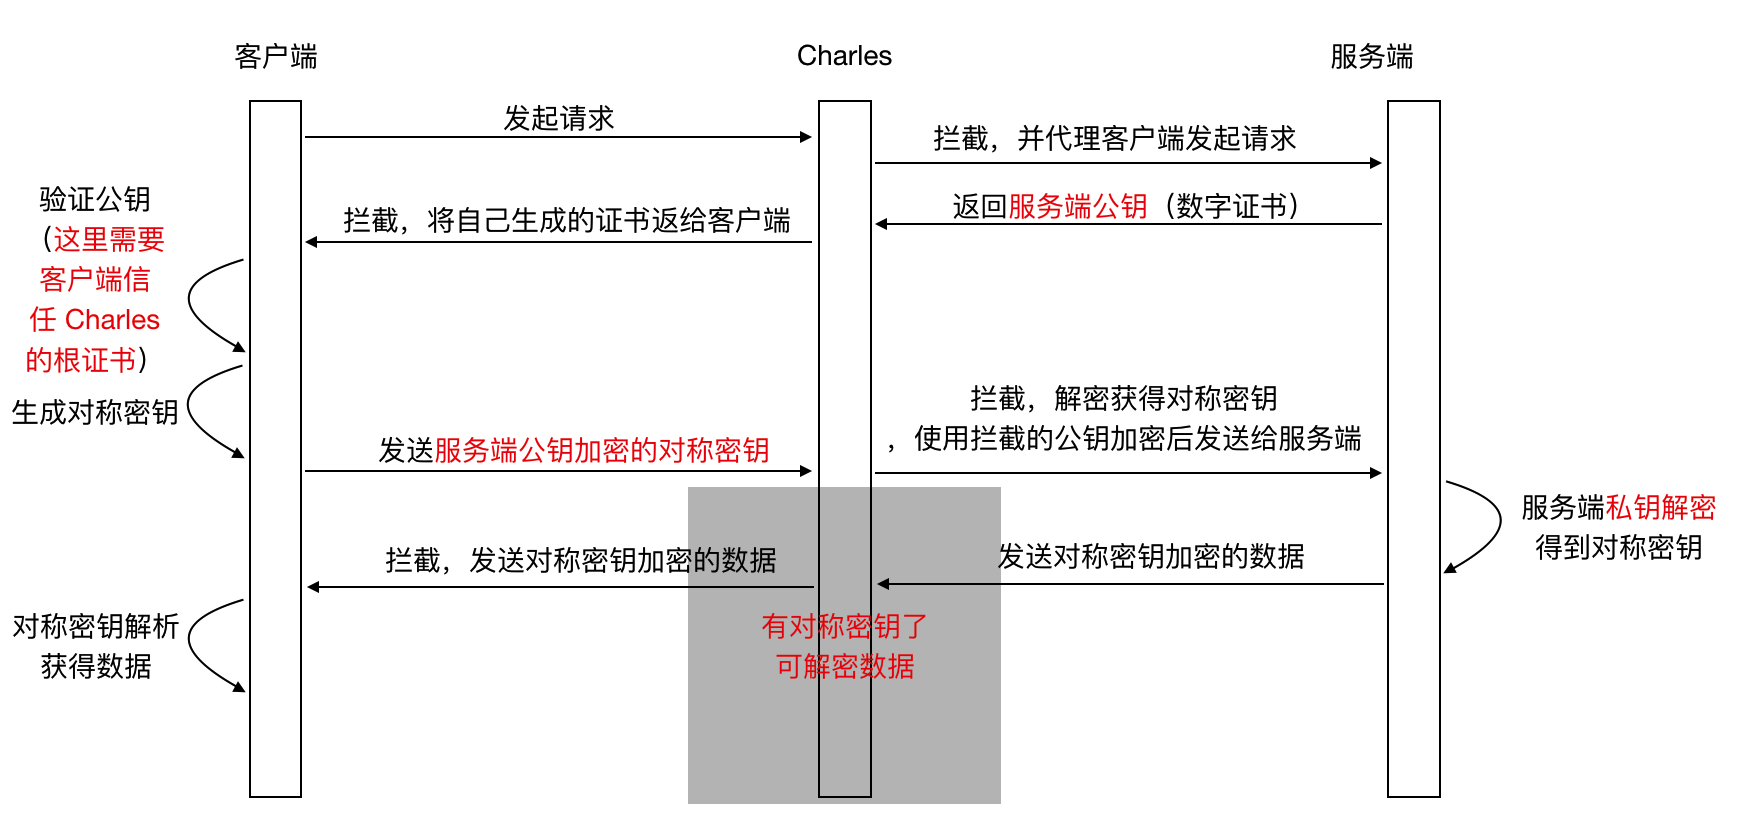 客户端
Charles
服务端
发起请求
拦截，并代理客户端发起请求
返回服务端公钥（数字证书）
拦截，将自己生成的证书返给客户端
验证公钥
（这里需要
客户端信
任 Charles
的根证书）
生成对称密钥
发送服务端公钥加密的对称密钥
拦截，解密获得对称密钥
，使用拦截的公钥加密后发送给服务端
服务端私钥解密
得到对称密钥
发送对称密钥加密的数据
拦截，发送对称密钥加密的数据
有对称密钥了
可解密数据
对称密钥解析
获得数据